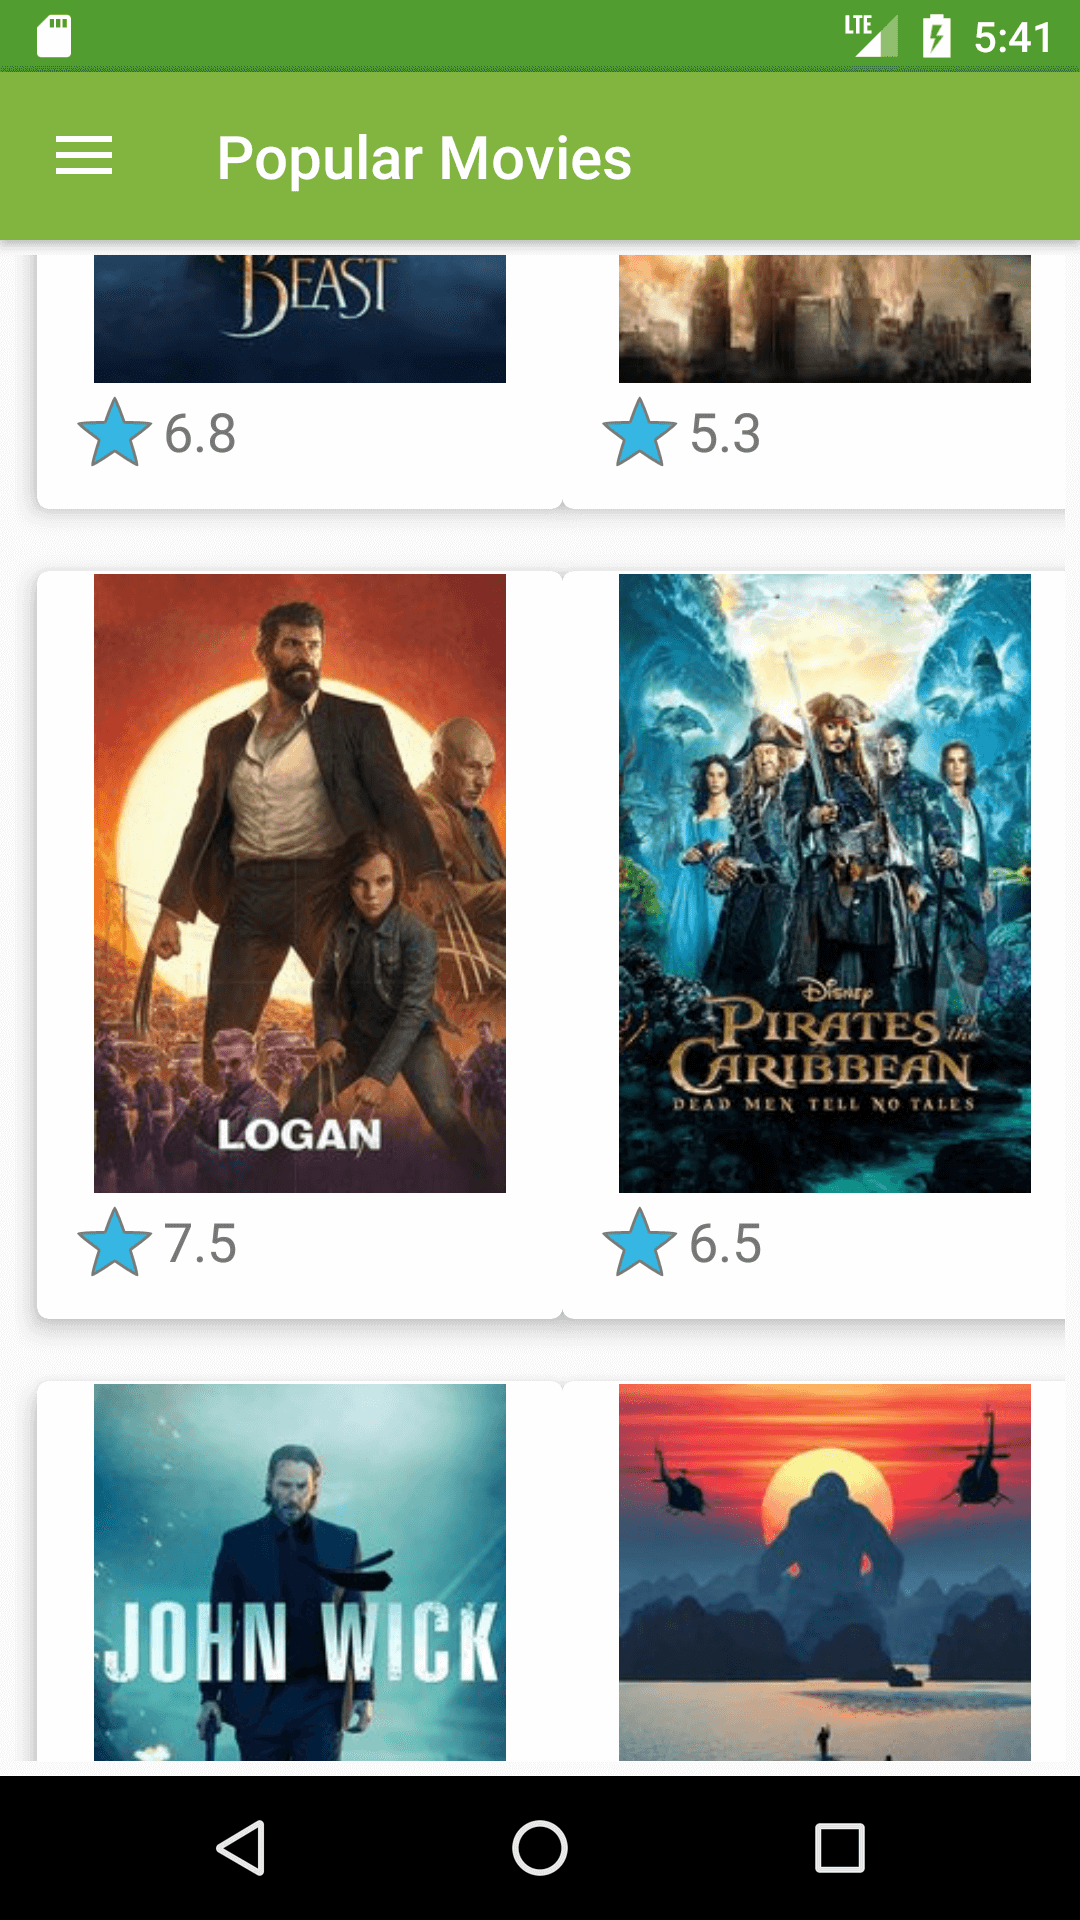 LTE 5:41
Popular Movies
BEAST
6.8
5.3
LOGAN
DISNEY
PIRATES of the
CARIBBEAN
DEAD MEN TELL NO TALES
7.5
6.5
JOHN WICK